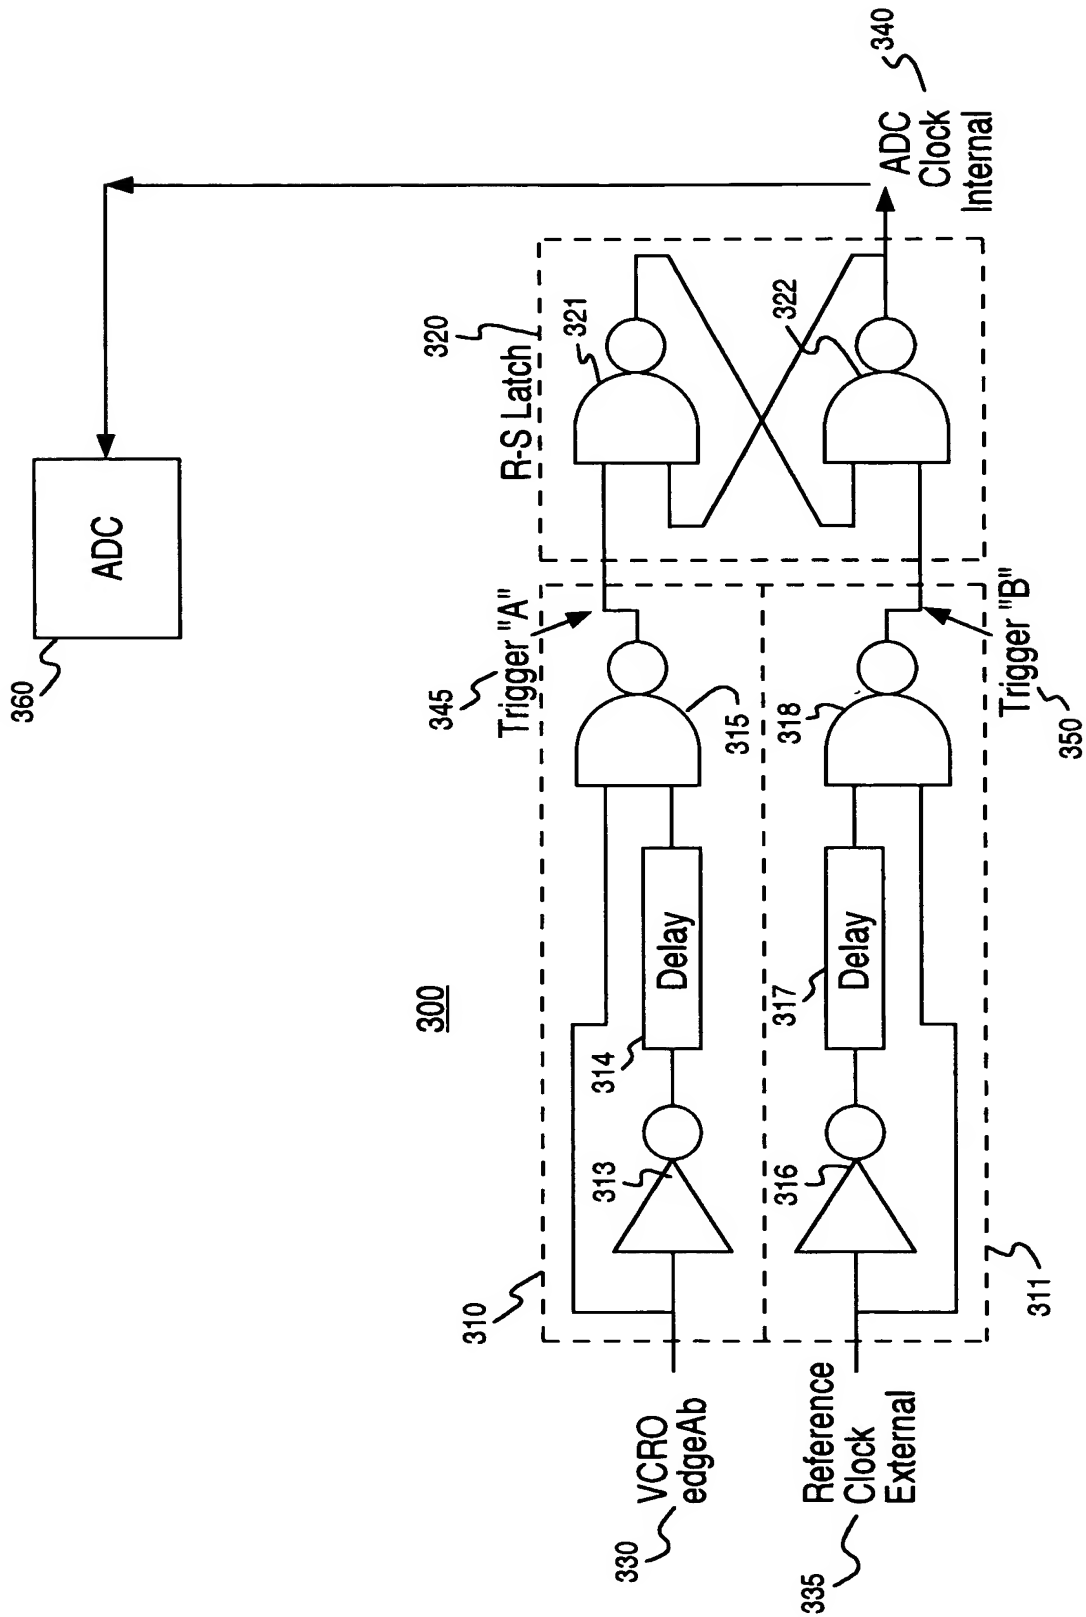 300
360
ADC
320
R-S Latch
321
322
345
Trigger "A"
315
318
Trigger "B"
350
310
313
314
Delay
316
317
Delay
311
330
VCRO
edgeAb
335
Reference
Clock
External
340
ADC
Clock
Internal